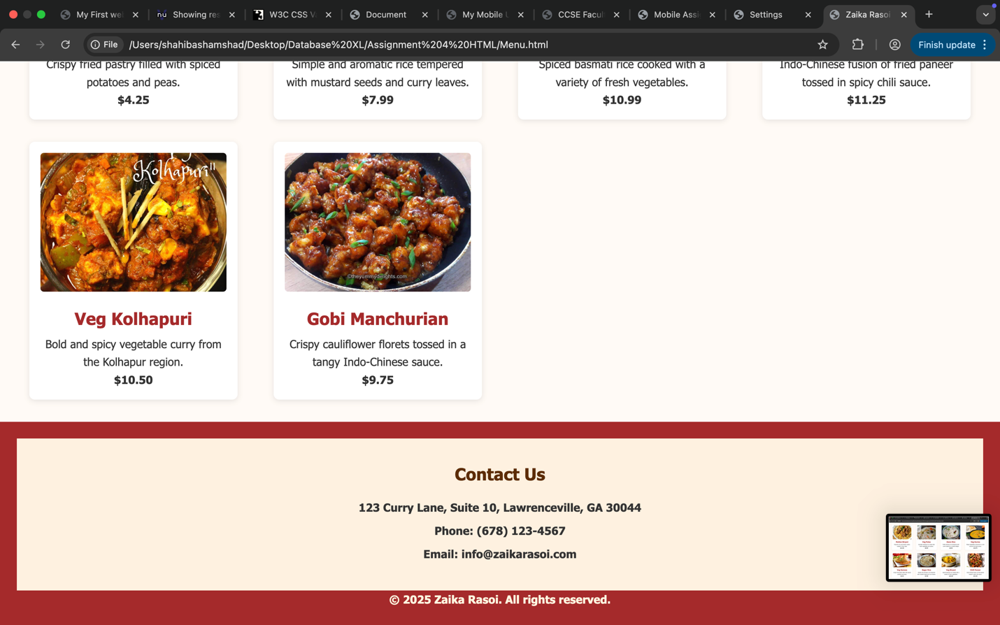 My First we
Showing res
W3C CSS V
Document
My Mobile U
CCSE Facul
Mobile Assi
Settings
Zaika Rasoi
File
/Users/shahibashamshad/Desktop/Database%20XL/Assignment%204%20HTML/Menu.html
Finish update
Crispy fried pastry filled with spiced
potatoes and peas.
$4.25
Simple and aromatic rice tempered
with mustard seeds and curry leaves.
$7.99
Spiced basmati rice cooked with a
variety of fresh vegetables.
$10.99
Indo-Chinese fusion of fried paneer
tossed in spicy chili sauce.
$11.25
Kolhapuri"
©theyummydelights.com
Veg Kolhapuri
Bold and spicy vegetable curry from
the Kolhapur region.
$10.50
Gobi Manchurian
Crispy cauliflower florets tossed in a
tangy Indo-Chinese sauce.
$9.75
Contact Us
123 Curry Lane, Suite 10, Lawrenceville, GA 30044
Phone: (678) 123-4567
Email: info@zaikarasoi.com
© 2025 Zaika Rasoi. All rights reserved.